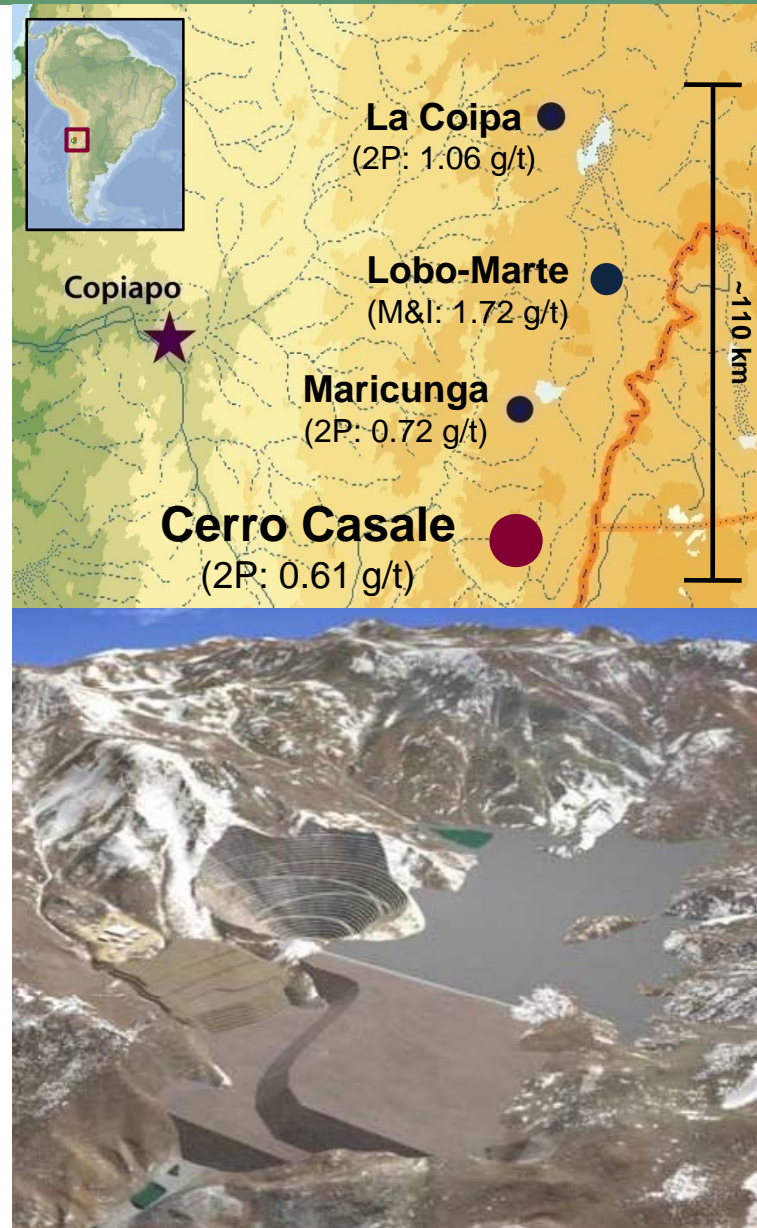 La Coipa
(2P: 1.06 g/t)
Lobo-Marte
(M&I: 1.72 g/t)
Copiapo
~110 km
Maricunga
(2P: 0.72 g/t)
Cerro Casale
(2P: 0.61 g/t)